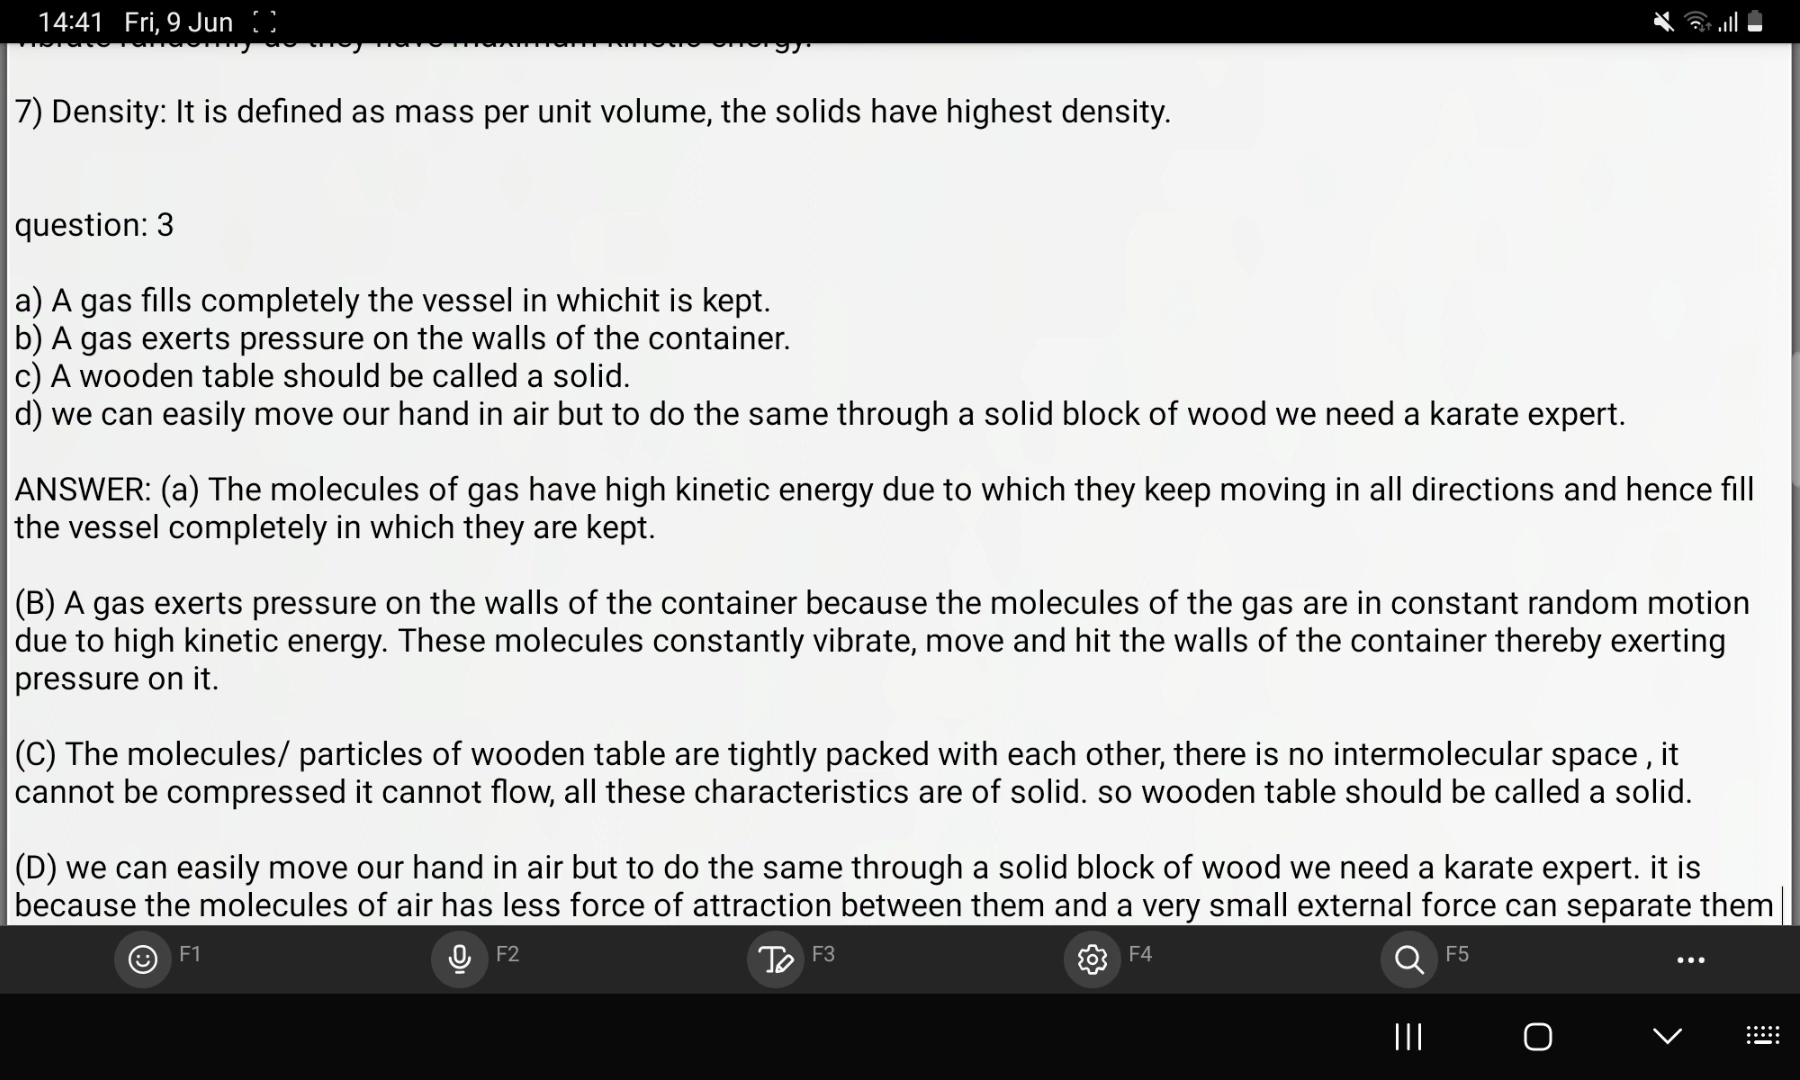 14:41 Fri, 9 Jun
vibrate randomly as they have maximum kinetic energy.
7) Density: It is defined as mass per unit volume, the solids have highest density.
question: 3
a) A gas fills completely the vessel in whichit is kept.
b) A gas exerts pressure on the walls of the container.
c) A wooden table should be called a solid.
d) we can easily move our hand in air but to do the same through a solid block of wood we need a karate expert.
ANSWER: (a) The molecules of gas have high kinetic energy due to which they keep moving in all directions and hence fill
the vessel completely in which they are kept.
(B) A gas exerts pressure on the walls of the container because the molecules of the gas are in constant random motion
due to high kinetic energy. These molecules constantly vibrate, move and hit the walls of the container thereby exerting
pressure on it.
(C) The molecules/ particles of wooden table are tightly packed with each other, there is no intermolecular space , it
cannot be compressed it cannot flow, all these characteristics are of solid. so wooden table should be called a solid.
(D) we can easily move our hand in air but to do the same through a solid block of wood we need a karate expert. it is
because the molecules of air has less force of attraction between them and a very small external force can separate them
F1 F2 F3 F4 F5